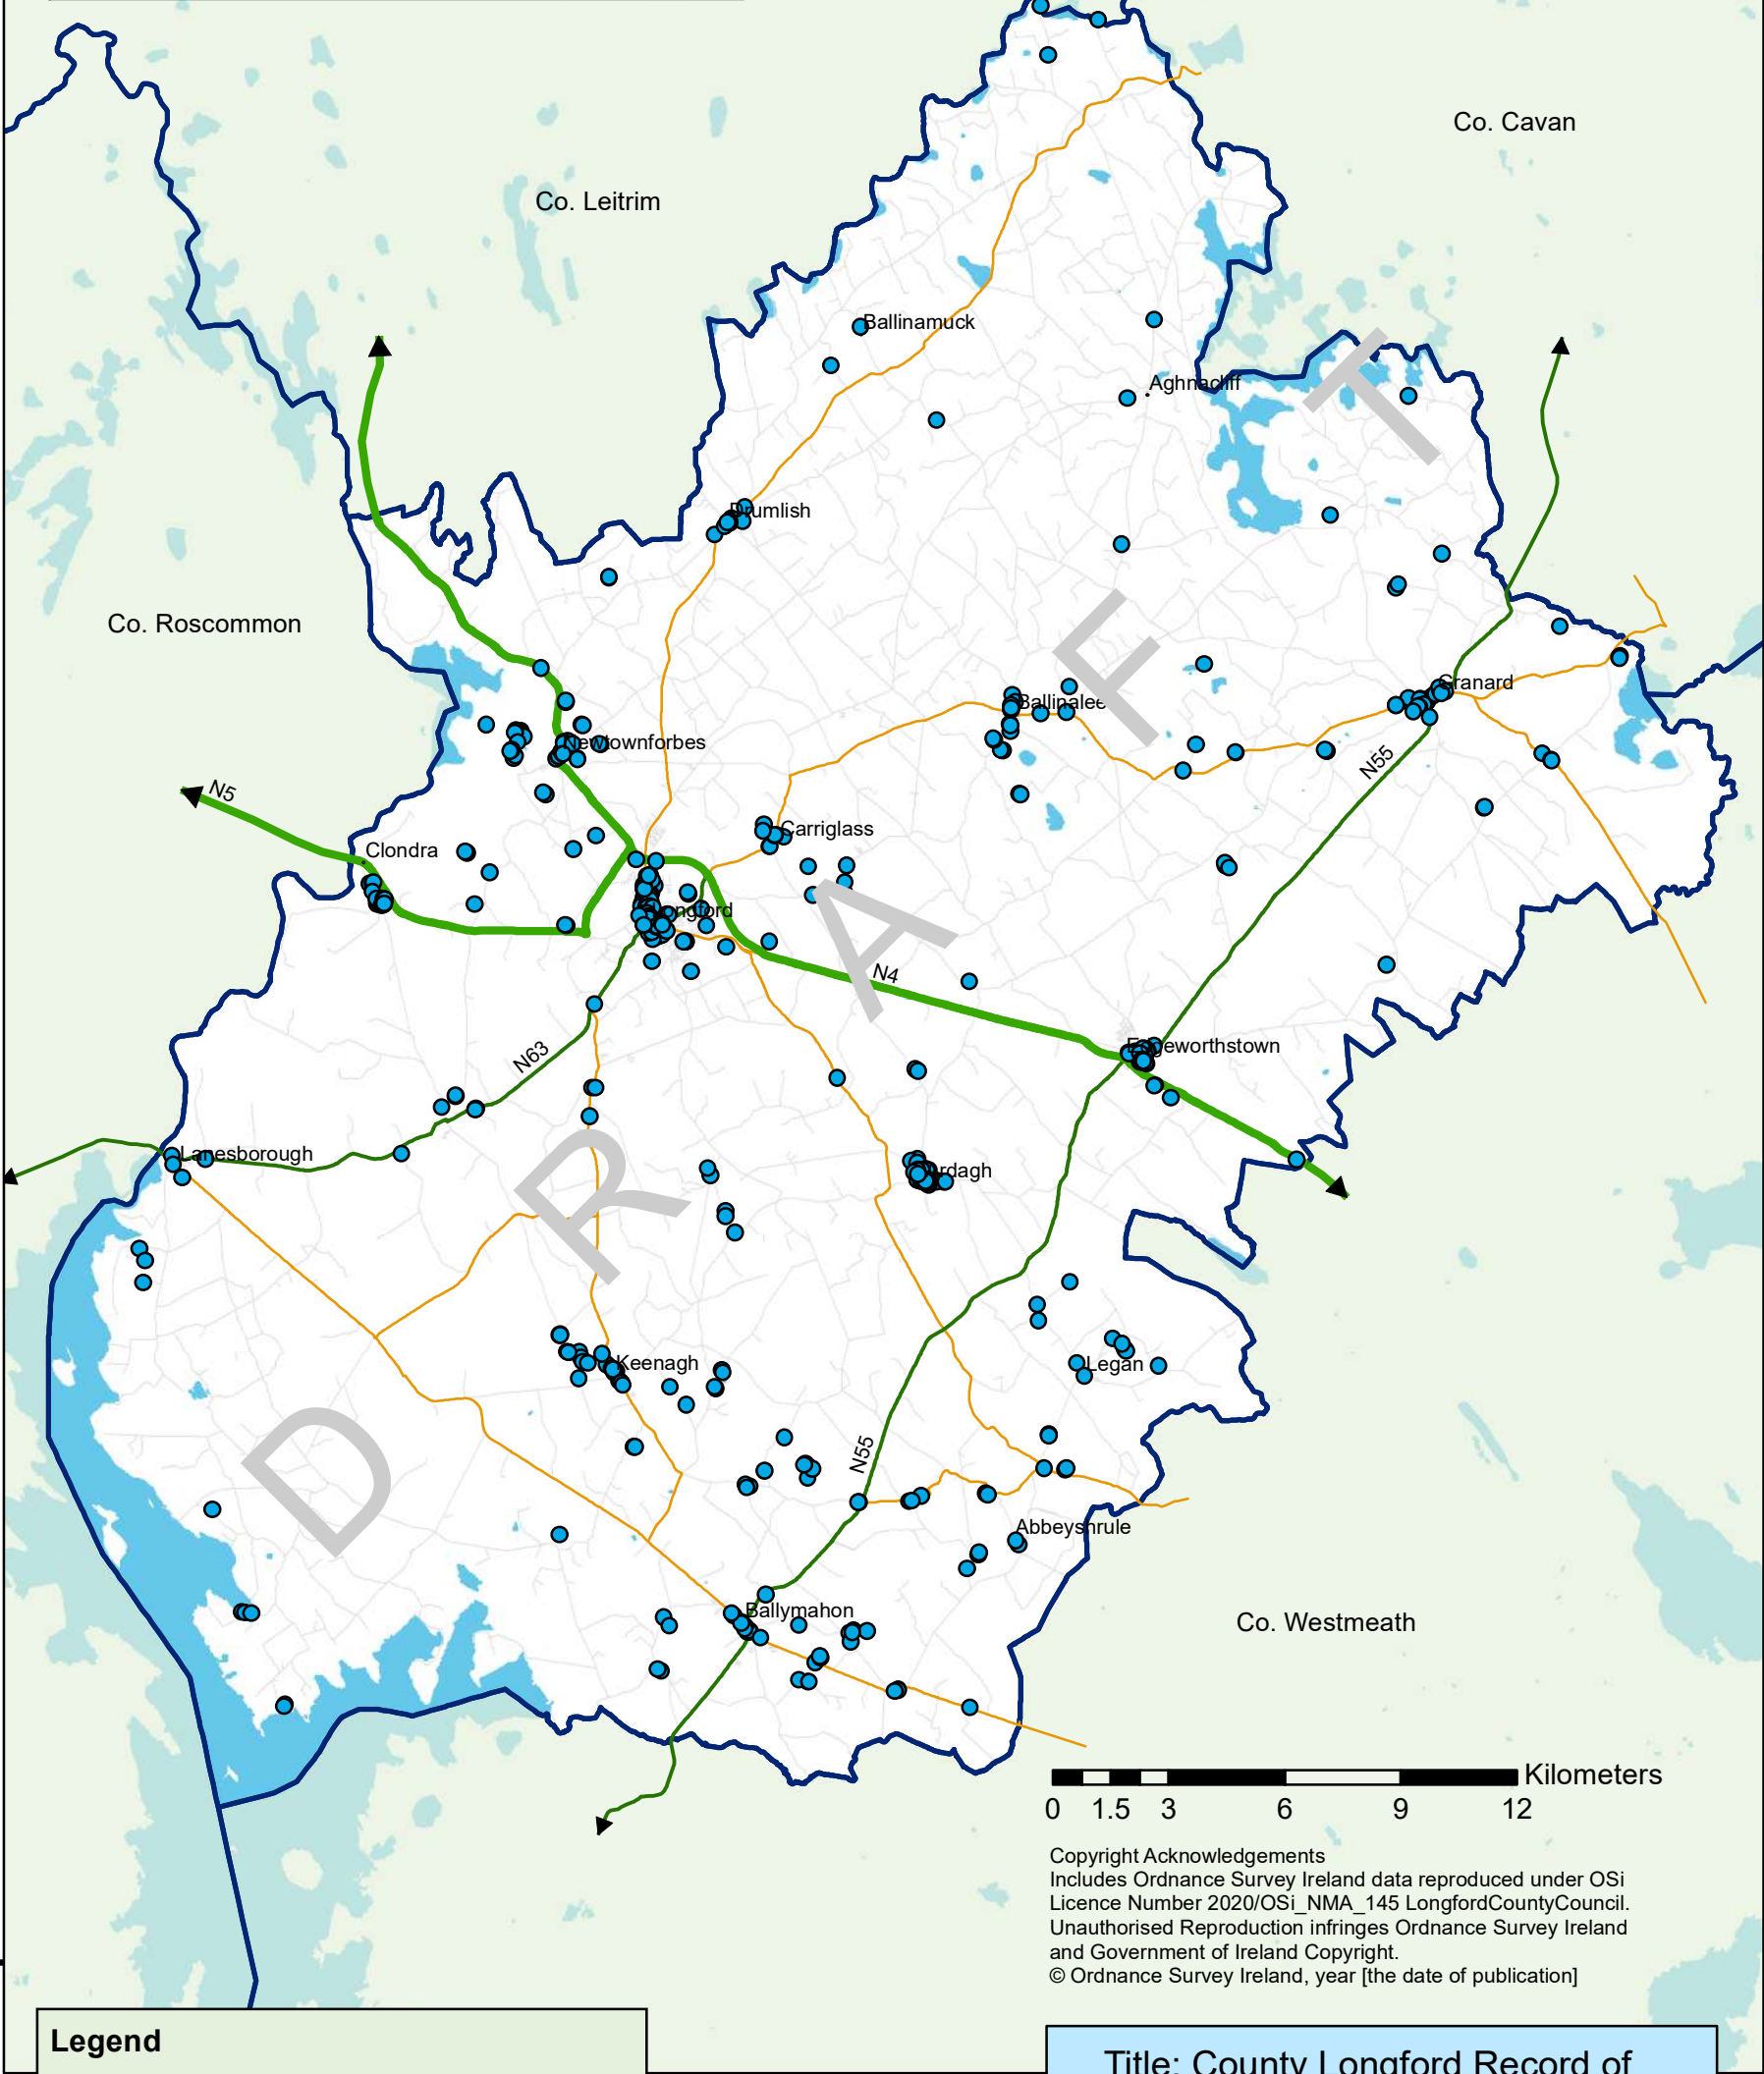 Co. Cavan
Co. Leitrim
Ballinamuck
Aghnacliff
T
Drumlish
Co. Roscommon
F
Granard
Ballinalee
Newtownforbes
N55
N5
Carriglass
Clondra
Longford
A
N4
Edgeworthstown
N63
Lanesborough
Ardagh
R
Keenagh
Legan
D
N55
Abbeyshrule
Ballymahon
Co. Westmeath
Kilometers
0 1.5 3 6 9 12
Copyright Acknowledgements
Includes Ordnance Survey Ireland data reproduced under OSi
Licence Number 2020/OSi_NMA_145 LongfordCountyCouncil.
Unauthorised Reproduction infringes Ordnance Survey Ireland
and Government of Ireland Copyright.
© Ordnance Survey Ireland, year [the date of publication]
Legend
Title: County Longford Record of